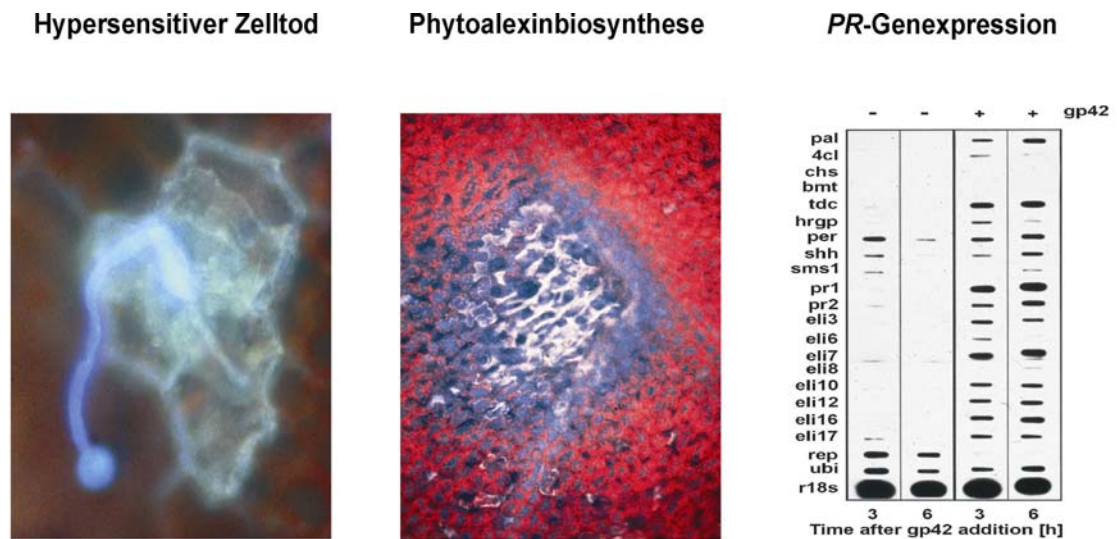 Hypersensitiver Zelltod
Phytoalexinbiosynthese
PR-Genexpression
- - + + gp42
pal
4cl
chs
bmt
tdc
hrgp
per
shh
sms1
pr1
pr2
eli3
eli6
eli7
eli8
eli10
eli12
eli16
eli17
rep
ubi
r18s
3 6 3 6
Time after gp42 addition [h]